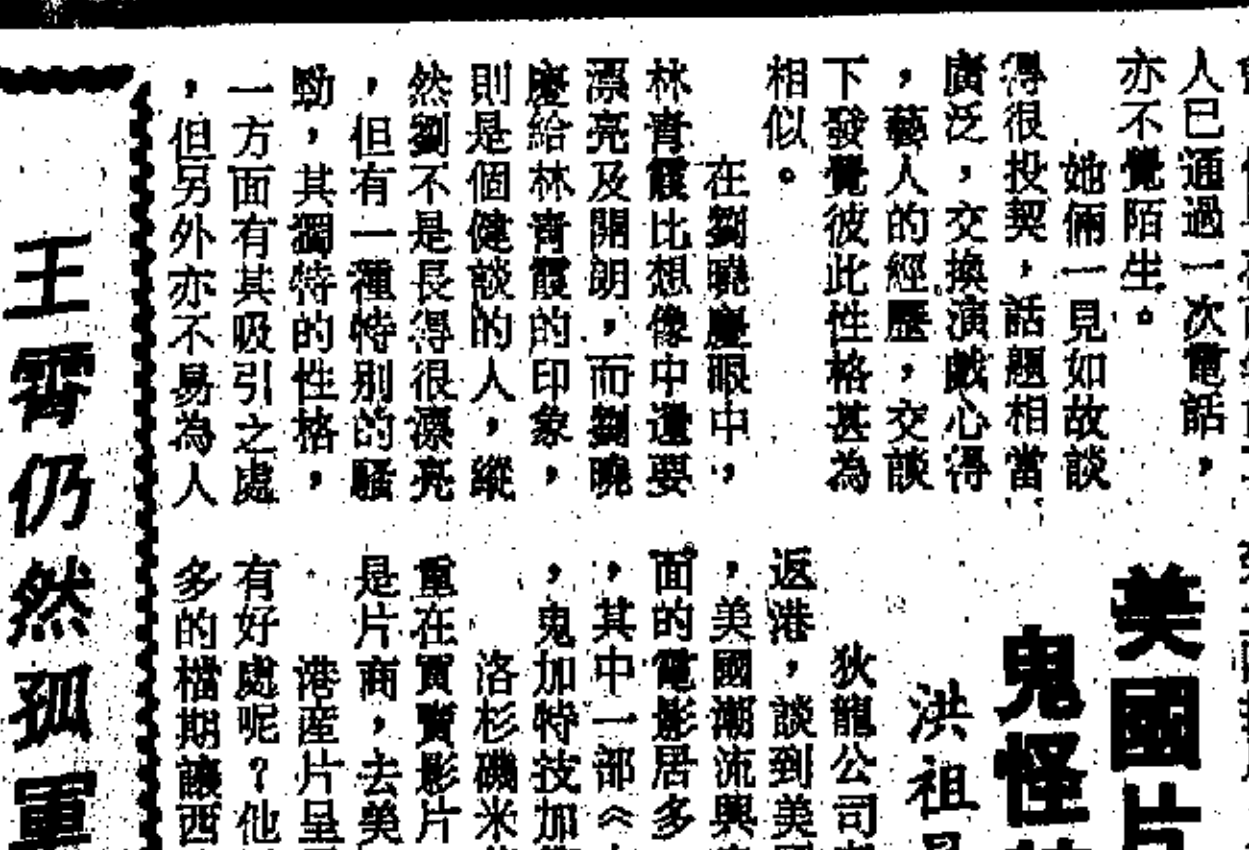 人已通過一次電話，
亦不覺陌生。
她倆一見如故談
得很投契，話題相當
廣泛，交換演戲心得
，藝人的經歷，交談
下發覺彼此性格甚為
相似。
在劉曉慶眼中，
林青霞比想像中還要
漂亮及開朗，而劉曉
慶給林青霞的印象，
則是個健談的人，縱
然劉不是長得很漂亮
，但有一種特別的騷
勁，其獨特的性格，
一方面有其吸引之處
，但另外亦不易為人
美國片
鬼怪
洪祖
狄龍公司
返港，談到美
，美國潮流興
面的電影居多
，其中一部《
，鬼加特技加
洛杉磯米
重在買賣影片
是片商，去美
港産片呈
有好處呢？他
多的檔期讓西
王霄仍然孤軍